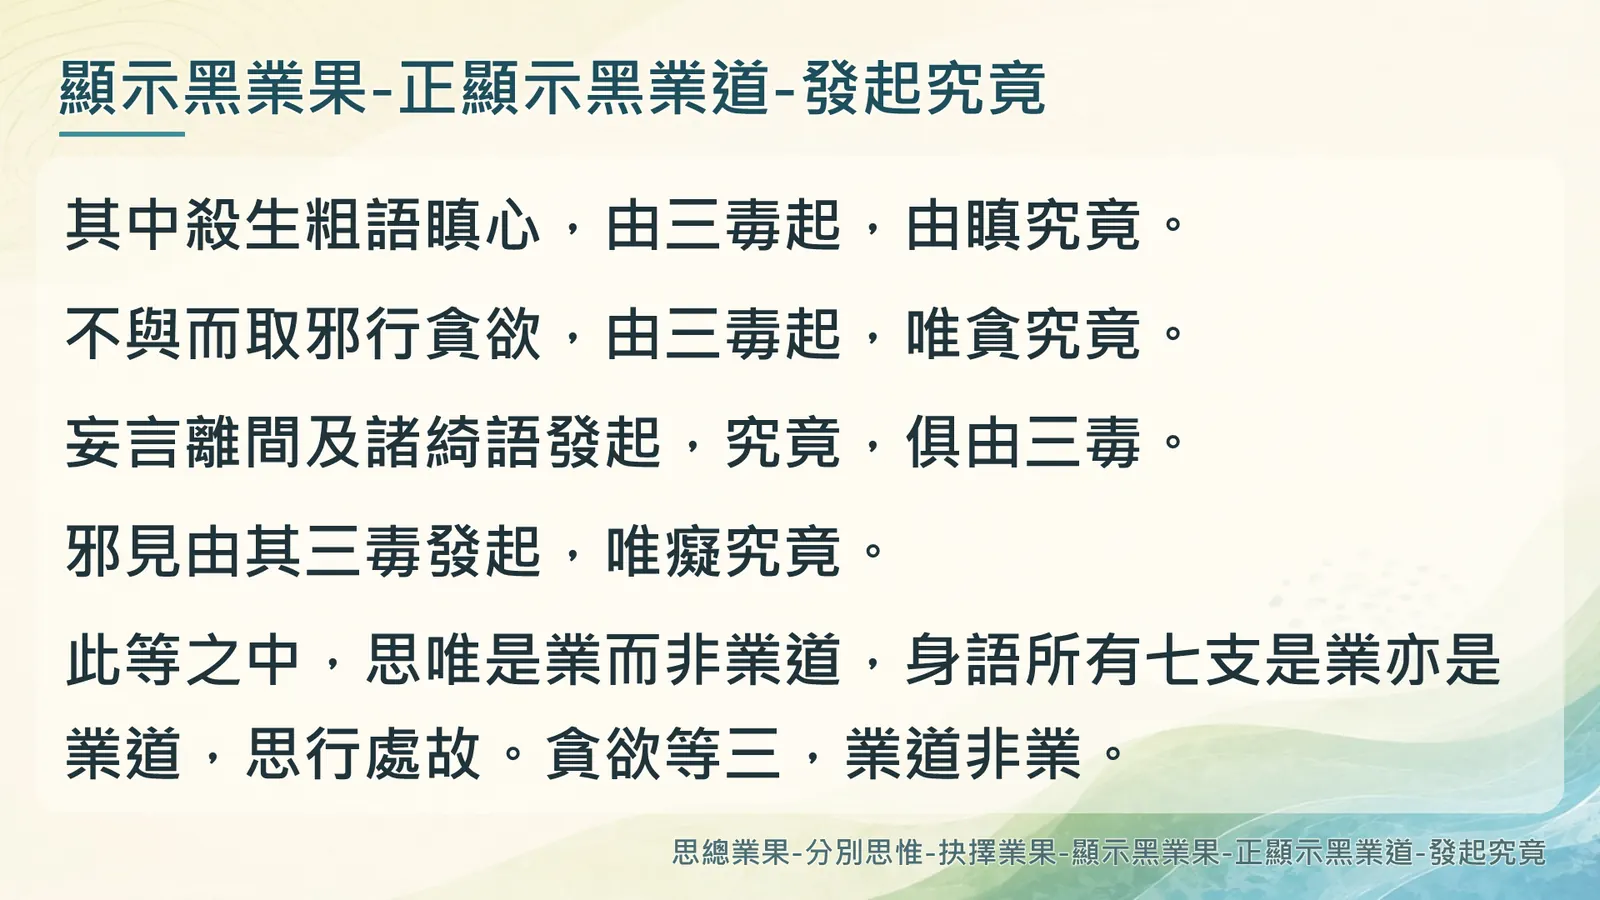 顯示黑業果-正顯示黑業道-發起究竟
其中殺生粗語瞋心，由三毒起，由瞋究竟。
不與而取邪行貪欲，由三毒起，唯貪究竟。
妄言離間及諸綺語發起，究竟，俱由三毒。
邪見由其三毒發起，唯癡究竟。
此等之中，思唯是業而非業道，身語所有七支是業亦是
業道，思行處故。貪欲等三，業道非業。
思總業果-分別思惟-抉擇業果-顯示黑業果-正顯示黑業道-發起究竟